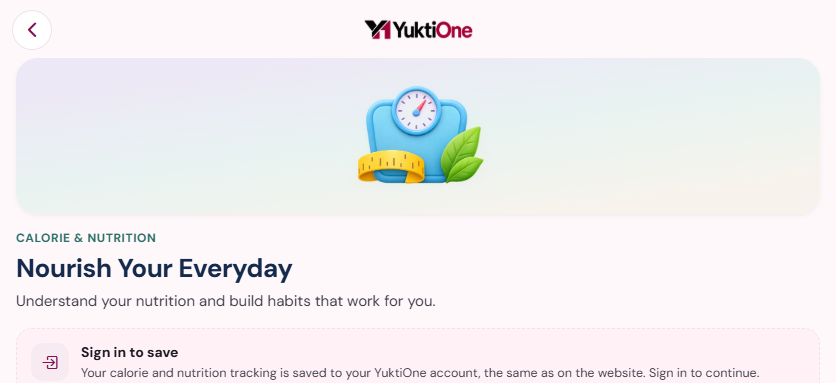 YuktiOne
CALORIE & NUTRITION
Nourish Your Everyday
Understand your nutrition and build habits that work for you.
Sign in to save
Your calorie and nutrition tracking is saved to your YuktiOne account, the same as on the website. Sign in to continue.